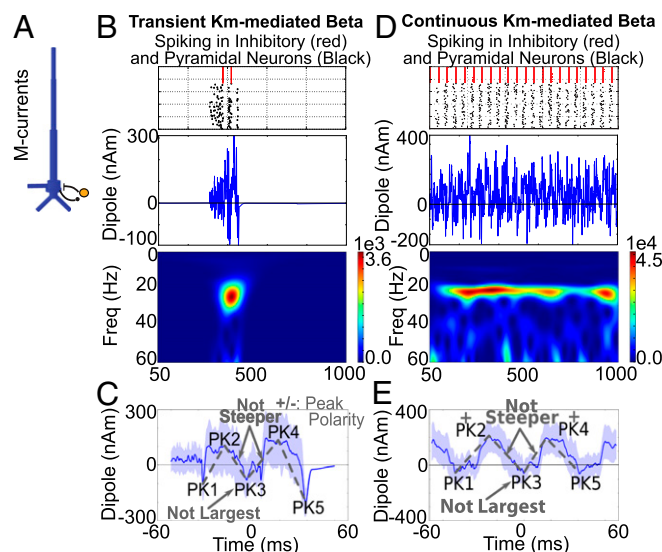 A
M-currents
B
Transient Km-mediated Beta
Spiking in Inhibitory (red)
and Pyramidal Neurons (Black)
300
0
-100
Dipole (nAm)
0
20
40
60
Freq (Hz)
50
500
1000
1e3
3.6
0.0
D
Continuous Km-mediated Beta
Spiking in Inhibitory (red)
and Pyramidal Neurons (Black)
400
0
-200
Dipole (nAm)
0
20
40
60
Freq (Hz)
50
500
1000
1e4
4.5
0.0
C
300
0
-300
Dipole (nAm)
Not
Steeper
+/-: Peak
Polarity
PK1
PK2
PK3
PK4
PK5
Not Largest
-60
0
60
Time (ms)
E
400
0
-400
Dipole (nAm)
Not
+ Steeper +
PK1
PK2
PK3
PK4
PK5
Not Largest
-60
0
60
Time (ms)